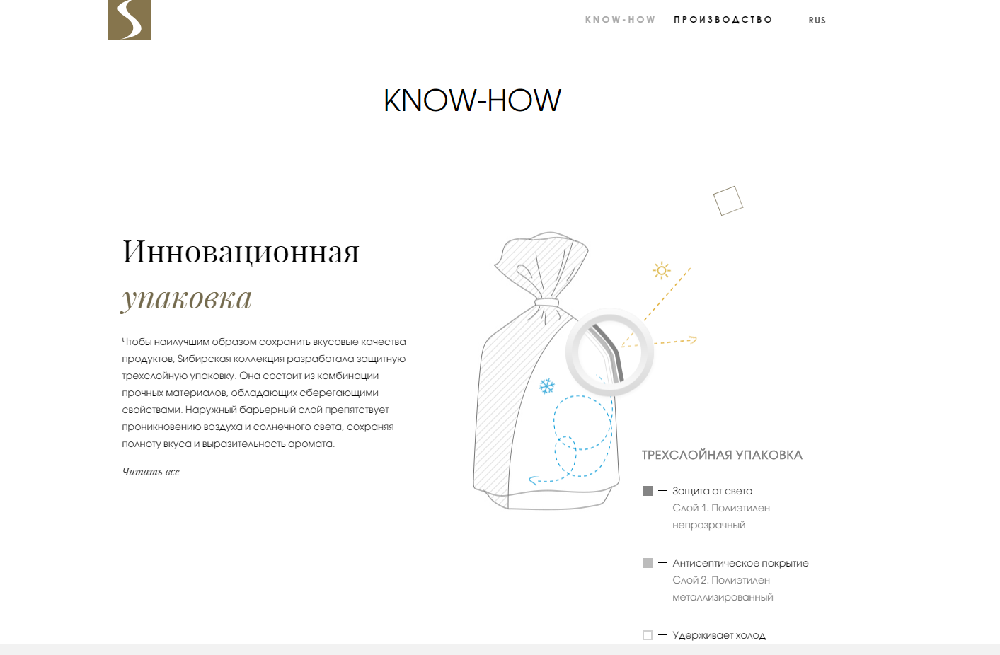 S
KNOW-HOW ПРОИЗВОДСТВО RUS
KNOW-HOW
Инновационная
упаковка
Чтобы наилучшим образом сохранить вкусовые качества
продуктов, Sибирская коллекция разработала защитную
трехслойную упаковку. Она состоит из комбинации
прочных материалов, обладающих сберегающими
свойствами. Наружный барьерный слой препятствует
проникновению воздуха и солнечного света, сохраняя
полноту вкуса и выразительность аромата.
Читать всё
ТРЕХСЛОЙНАЯ УПАКОВКА
Защита от света
Слой 1. Полиэтилен
непрозрачный
Антисептическое покрытие
Слой 2. Полиэтилен
металлизированный
Удерживает холод